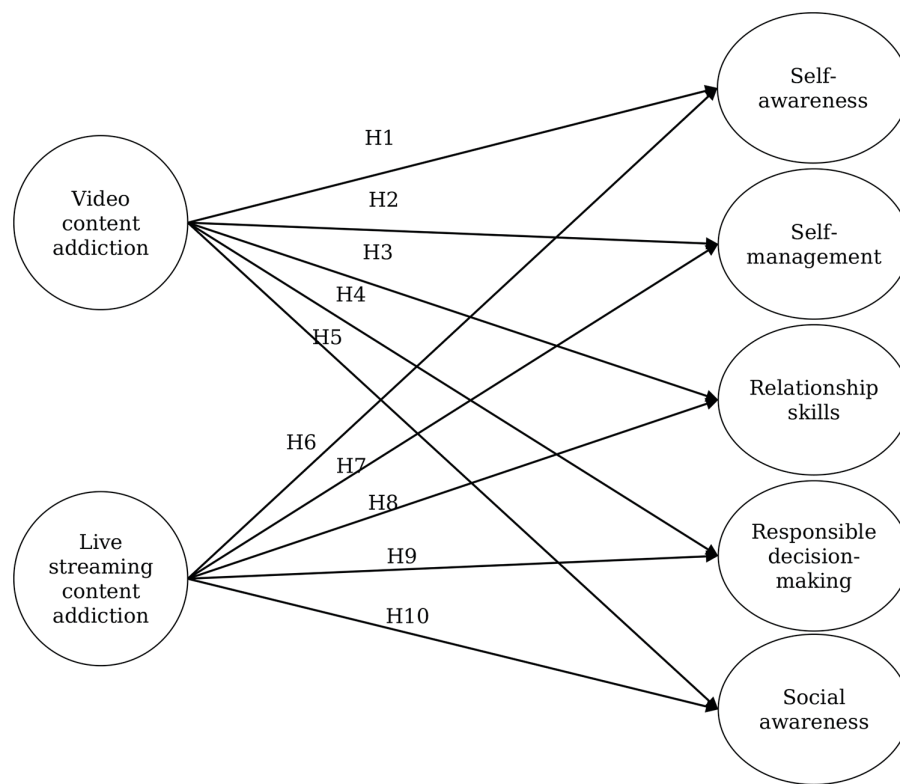 Self-
awareness
H1
Video
content
addiction
H2
Self-
management
H3
H4
H5
Relationship
skills
H6
H7
H8
Live
streaming
content
addiction
H9
Responsible
decision-
making
H10
Social
awareness